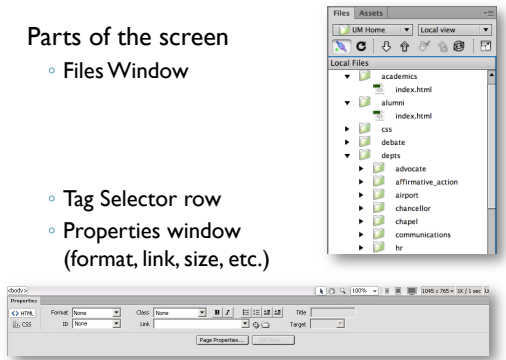 Parts of the screen
◦ Files Window
◦ Tag Selector row
◦ Properties window
(format, link, size, etc.)
Files Assets
UM Home Local view
Local Files
academics
index.html
alumni
index.html
css
debate
depts
advocate
affirmative_action
airport
chancellor
chapel
communications
hr
<body> 100% 1045 x 765 1K / 1 sec
Properties
<> HTML Format None Class None B I Title
CSS ID None Link Target
Page Properties...